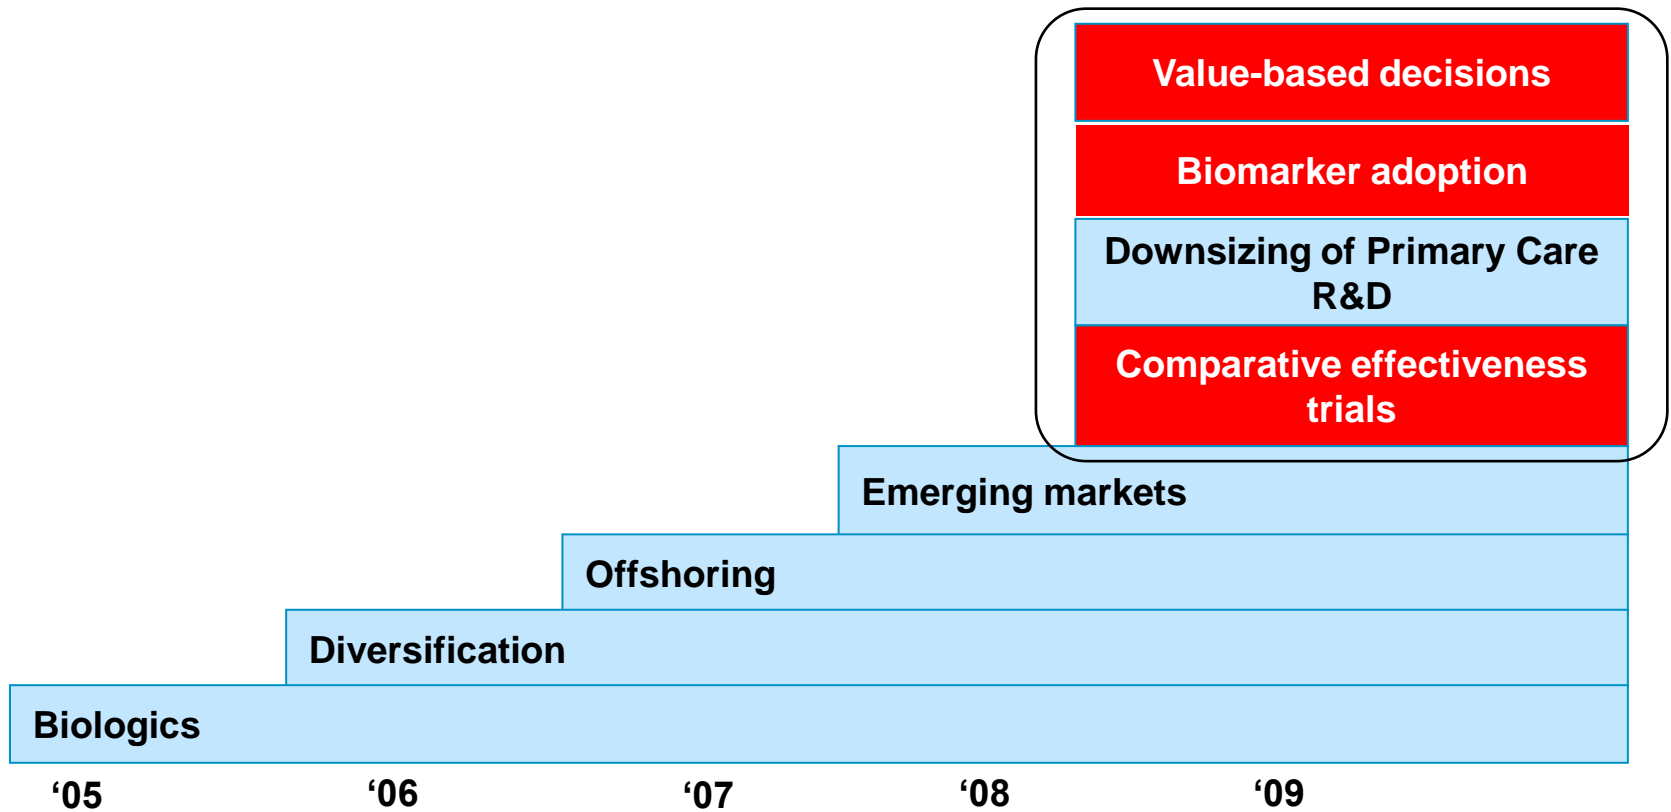 Value-based decisions
Biomarker adoption
Downsizing of Primary Care
R&D
Comparative effectiveness
trials
Emerging markets
Offshoring
Diversification
Biologics
‘05
‘06
‘07
‘08
‘09